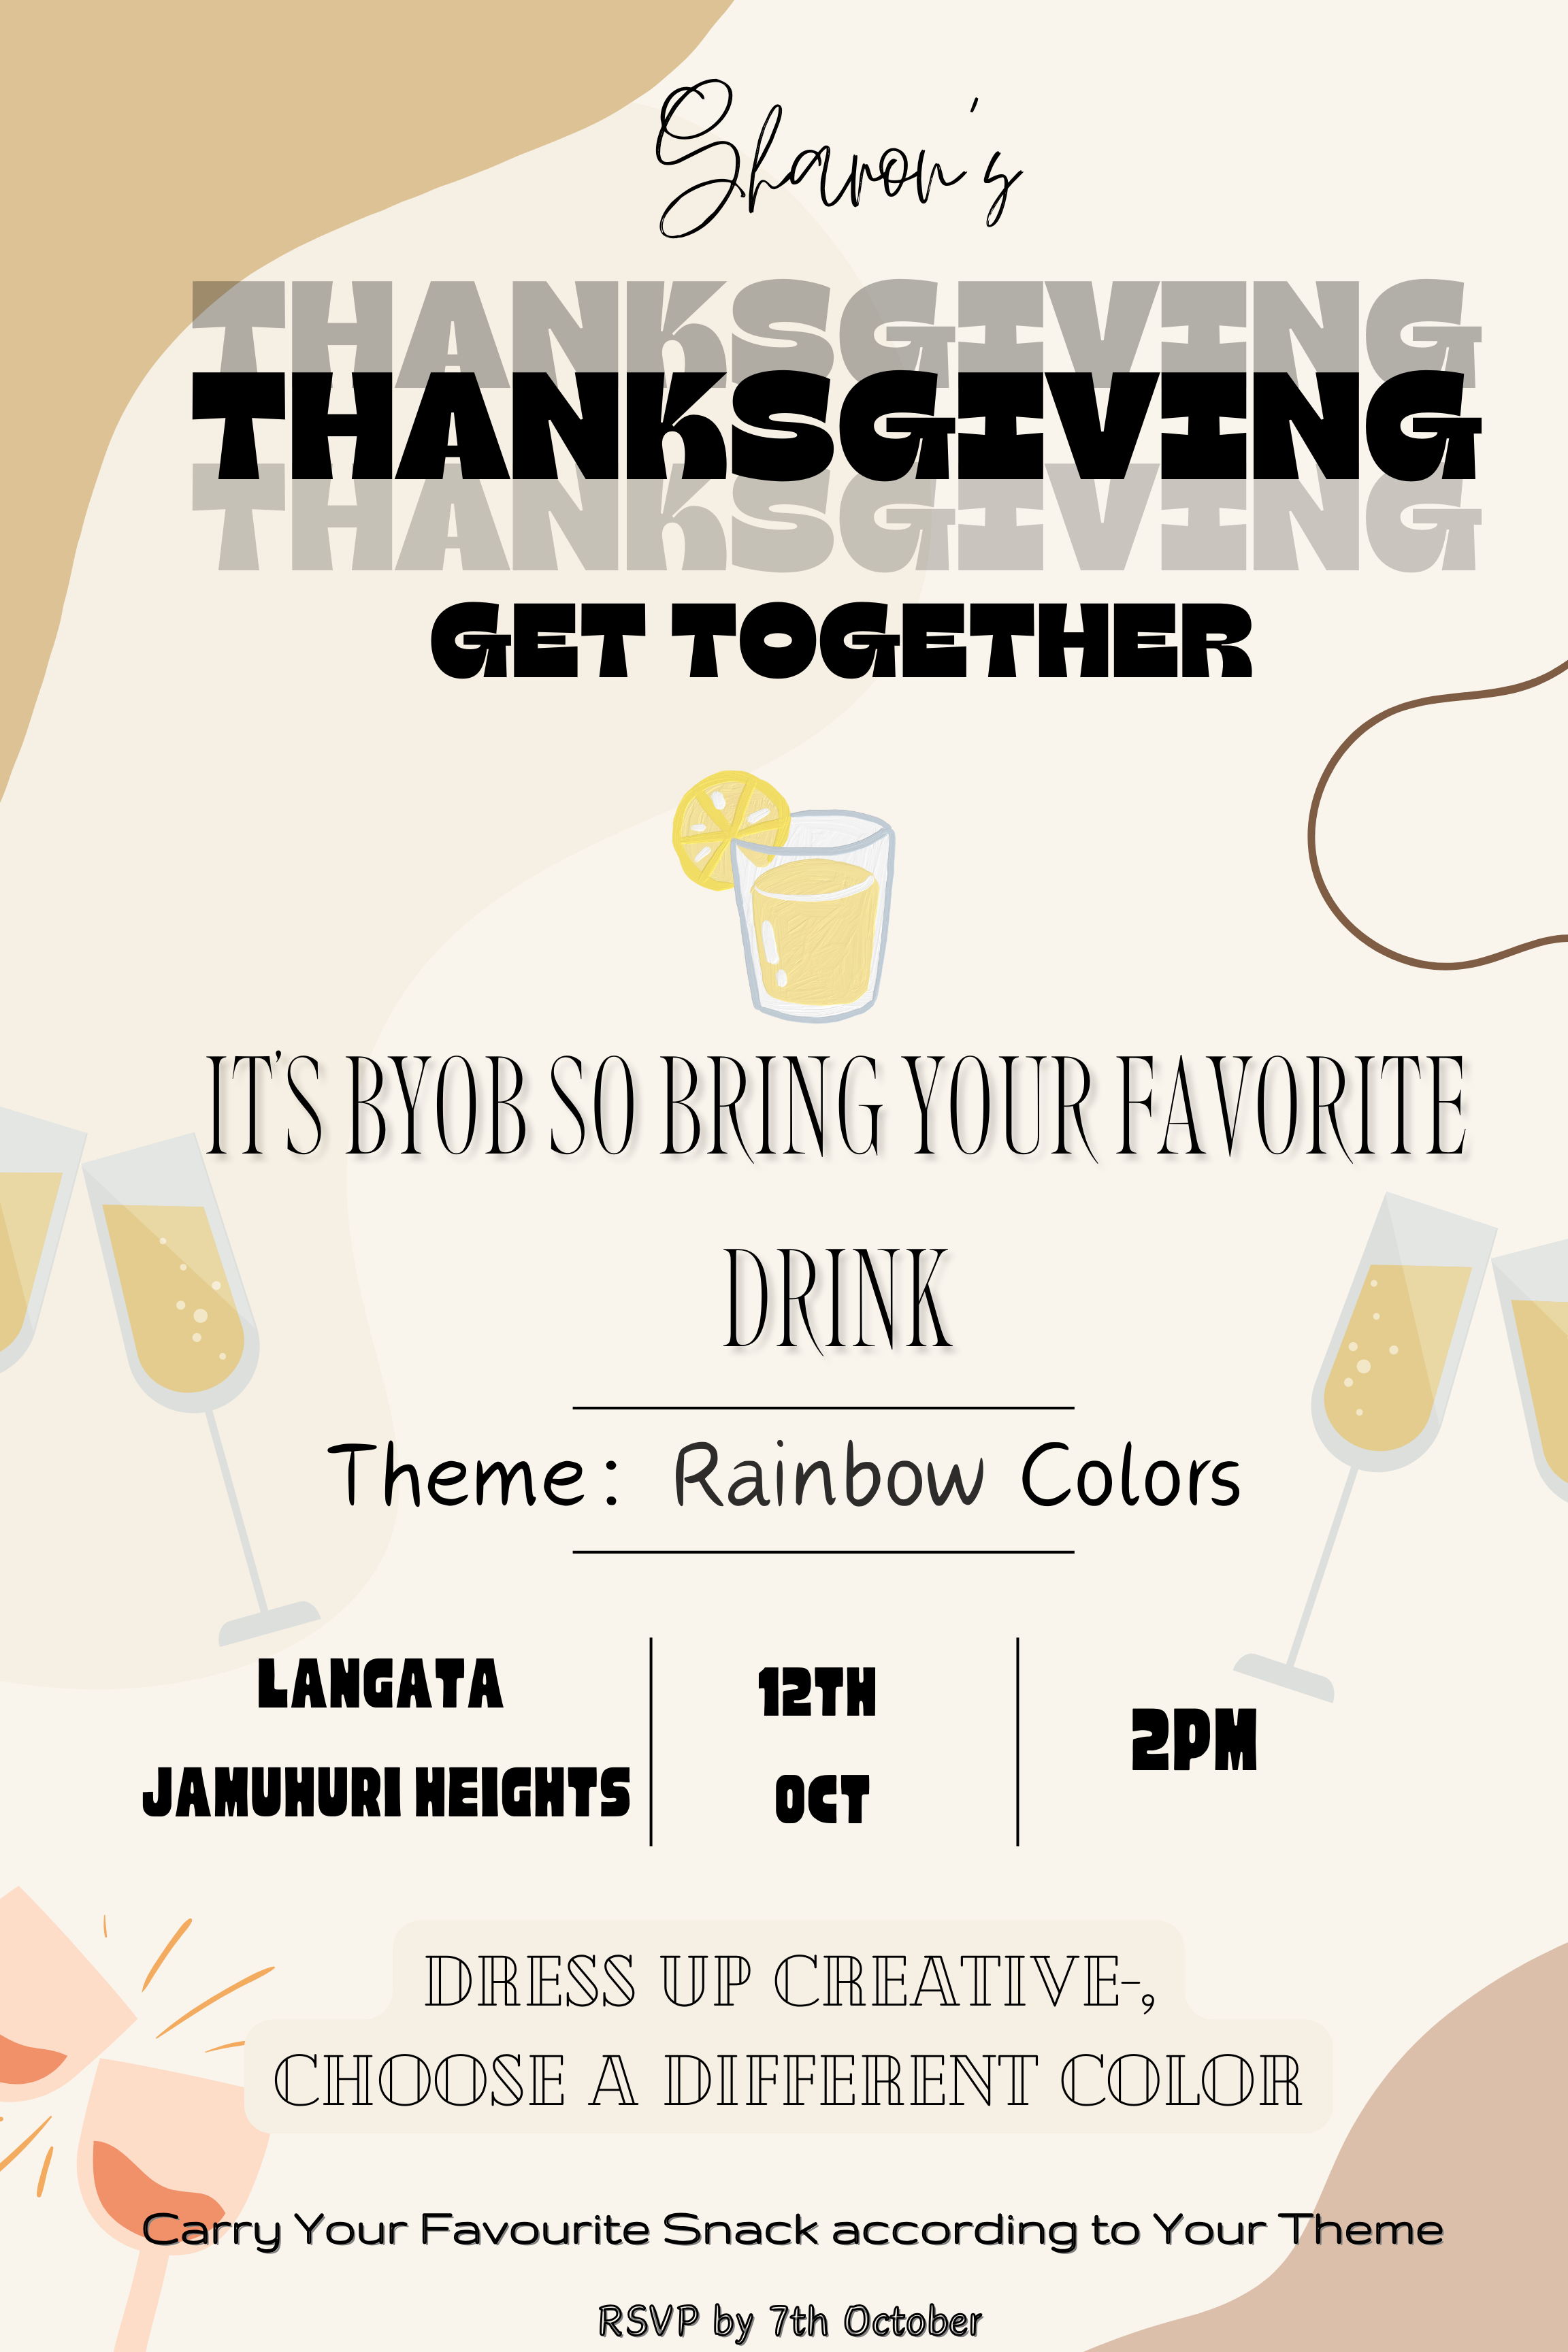 Sharon's
THANKSGIVING
THANKSGIVING
THANKSGIVING
GET TOGETHER
IT'S BYOB SO BRING YOUR FAVORITE
DRINK
Theme: Rainbow Colors
LANGATA
JAMUHURI HEIGHTS
12TH
OCT
2PM
DRESS UP CREATIVE-,
CHOOSE A DIFFERENT COLOR
Carry Your Favourite Snack according to Your Theme
RSVP by 7th October